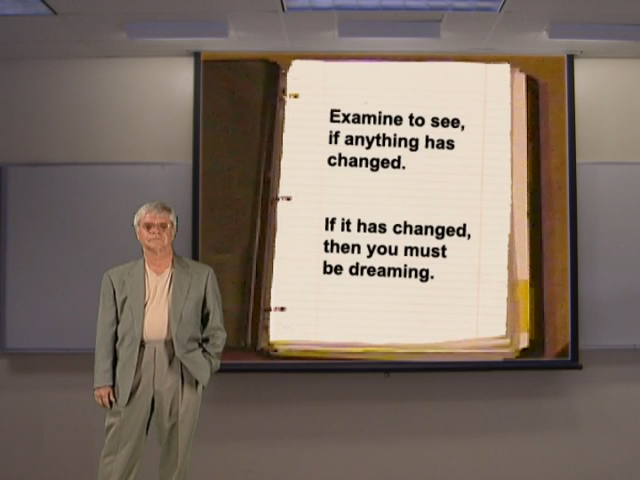 Examine to see,
if anything has
changed.
If it has changed,
then you must
be dreaming.